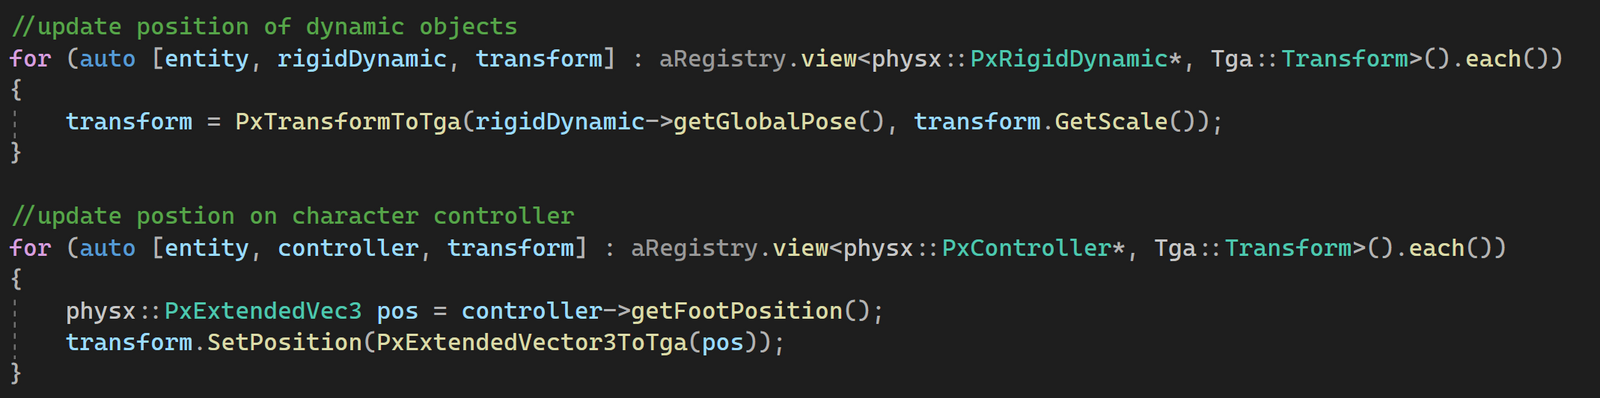 //update position of dynamic objects
for (auto [entity, rigidDynamic, transform] : aRegistry.view<physx::PxRigidDynamic*, Tga::Transform>().each())
{
    transform = PxTransformToTga(rigidDynamic->getGlobalPose(), transform.GetScale());
}
//update postion on character controller
for (auto [entity, controller, transform] : aRegistry.view<physx::PxController*, Tga::Transform>().each())
{
    physx::PxExtendedVec3 pos = controller->getFootPosition();
    transform.SetPosition(PxExtendedVector3ToTga(pos));
}